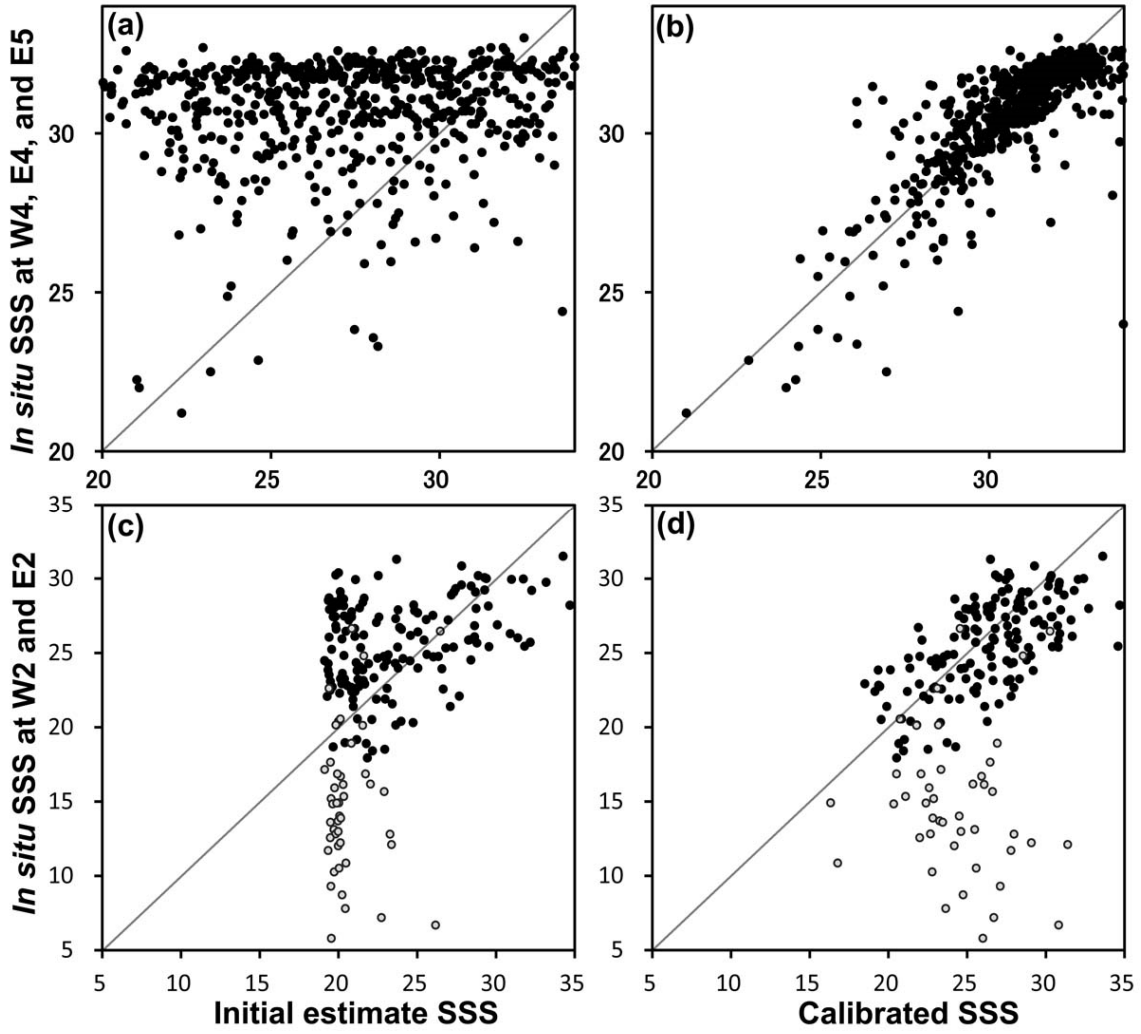 In situ SSS at W4, E4, and E5
(a)
30
25
20
20 25 30
(b)
30
25
20
20 25 30
In situ SSS at W2 and E2
(c)
35
30
25
20
15
10
5
5 10 15 20 25 30 35
Initial estimate SSS
(d)
35
30
25
20
15
10
5
5 10 15 20 25 30 35
Calibrated SSS